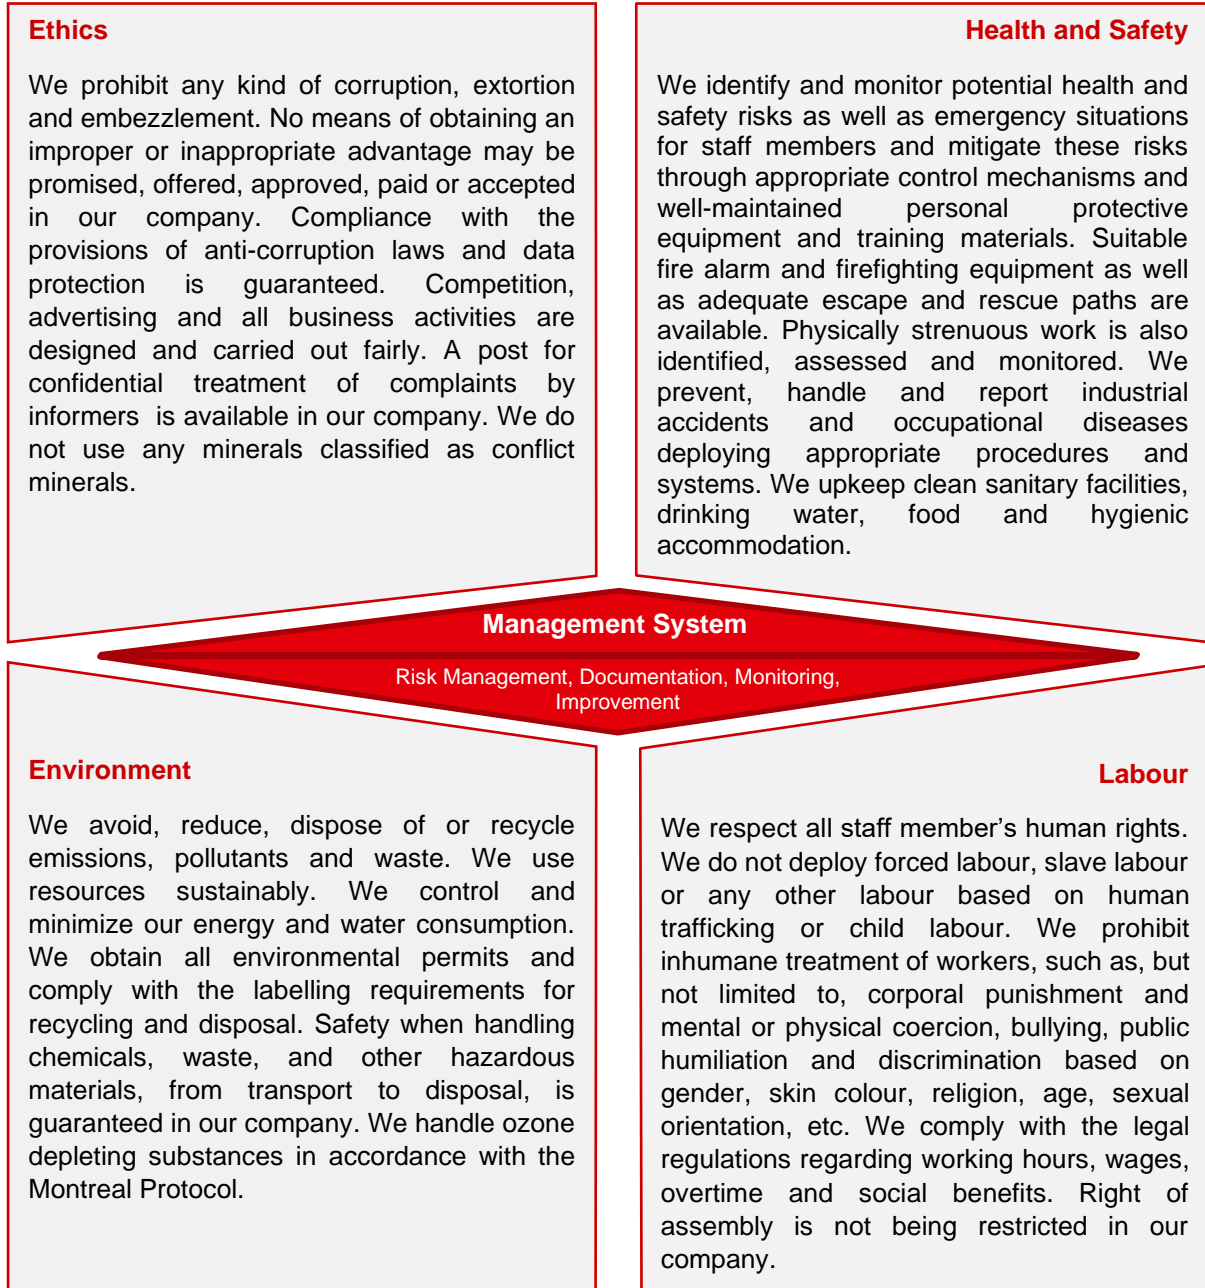 Ethics
We prohibit any kind of corruption, extortion
and embezzlement. No means of obtaining an
improper or inappropriate advantage may be
promised, offered, approved, paid or accepted
in our company. Compliance with the
provisions of anti-corruption laws and data
protection is guaranteed. Competition,
advertising and all business activities are
designed and carried out fairly. A post for
confidential treatment of complaints by
informers is available in our company. We do
not use any minerals classified as conflict
minerals.
Health and Safety
We identify and monitor potential health and
safety risks as well as emergency situations
for staff members and mitigate these risks
through appropriate control mechanisms and
well-maintained personal protective
equipment and training materials. Suitable
fire alarm and firefighting equipment as well
as adequate escape and rescue paths are
available. Physically strenuous work is also
identified, assessed and monitored. We
prevent, handle and report industrial
accidents and occupational diseases
deploying appropriate procedures and
systems. We upkeep clean sanitary facilities,
drinking water, food and hygienic
accommodation.
Management System
Risk Management, Documentation, Monitoring,
Improvement
Environment
We avoid, reduce, dispose of or recycle
emissions, pollutants and waste. We use
resources sustainably. We control and
minimize our energy and water consumption.
We obtain all environmental permits and
comply with the labelling requirements for
recycling and disposal. Safety when handling
chemicals, waste, and other hazardous
materials, from transport to disposal, is
guaranteed in our company. We handle ozone
depleting substances in accordance with the
Montreal Protocol.
Labour
We respect all staff member's human rights.
We do not deploy forced labour, slave labour
or any other labour based on human
trafficking or child labour. We prohibit
inhumane treatment of workers, such as, but
not limited to, corporal punishment and
mental or physical coercion, bullying, public
humiliation and discrimination based on
gender, skin colour, religion, age, sexual
orientation, etc. We comply with the legal
regulations regarding working hours, wages,
overtime and social benefits. Right of
assembly is not being restricted in our
company.